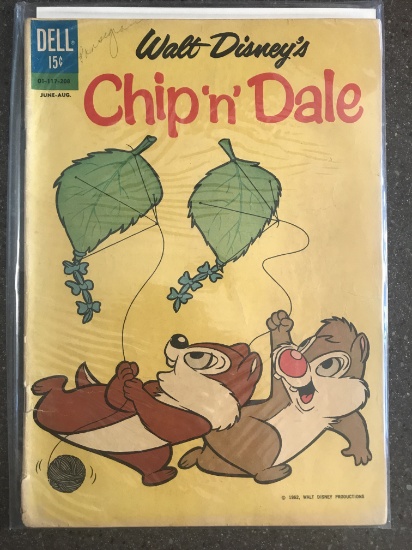 DELL
15¢
01-117-208
JUNE-AUG.
Walt Disney's
Chip 'n' Dale
© 1962, WALT DISNEY PRODUCTIONS